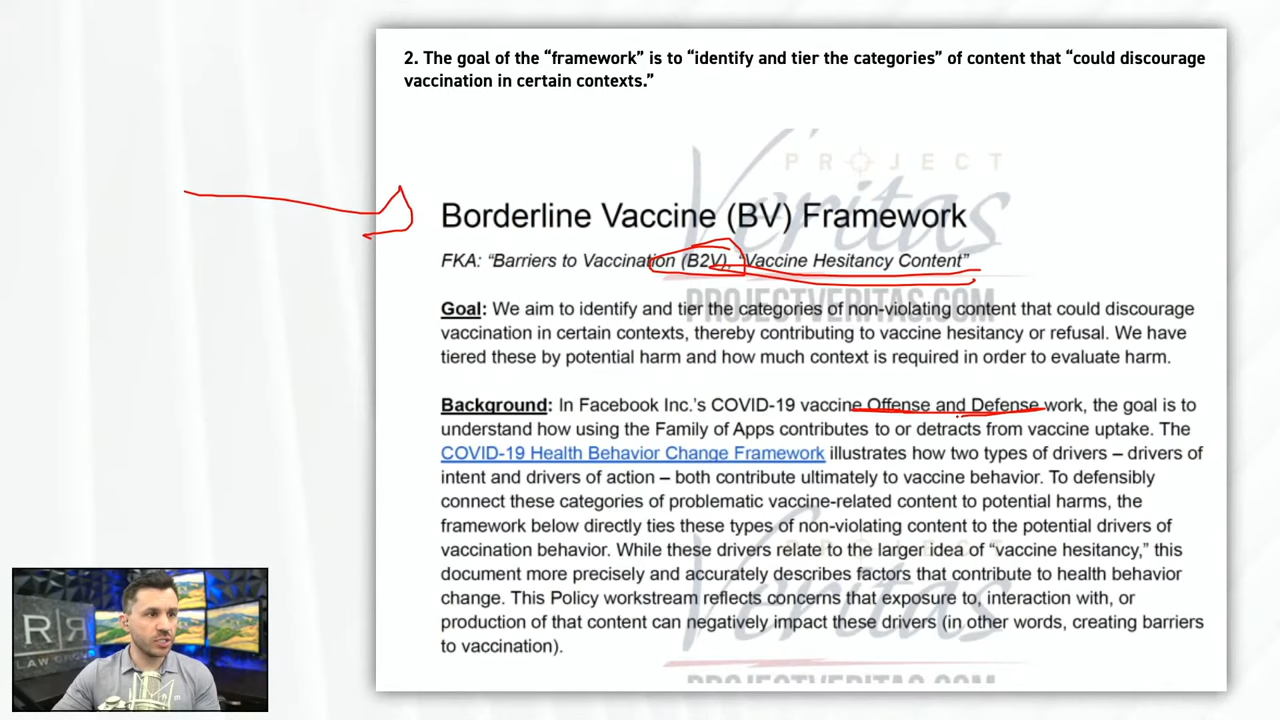 2. The goal of the “framework” is to “identify and tier the categories” of content that “could discourage
vaccination in certain contexts.”
PROJECT
Veritas
Borderline Vaccine (BV) Framework
FKA: “Barriers to Vaccination (B2V), “Vaccine Hesitancy Content”
PROJECTVERITAS.COM
Goal: We aim to identify and tier the categories of non-violating content that could discourage
vaccination in certain contexts, thereby contributing to vaccine hesitancy or refusal. We have
tiered these by potential harm and how much context is required in order to evaluate harm.
Background: In Facebook Inc.’s COVID-19 vaccine Offense and Defense work, the goal is to
understand how using the Family of Apps contributes to or detracts from vaccine uptake. The
COVID-19 Health Behavior Change Framework illustrates how two types of drivers – drivers of
intent and drivers of action – both contribute ultimately to vaccine behavior. To defensibly
connect these categories of problematic vaccine-related content to potential harms, the
framework below directly ties these types of non-violating content to the potential drivers of
vaccination behavior. While these drivers relate to the larger idea of “vaccine hesitancy,” this
document more precisely and accurately describes factors that contribute to health behavior
change. This Policy workstream reflects concerns that exposure to, interaction with, or
production of that content can negatively impact these drivers (in other words, creating barriers
to vaccination).
PROJECT
Veritas
PROJECTVERITAS.COM
R|R
LAW GROUP